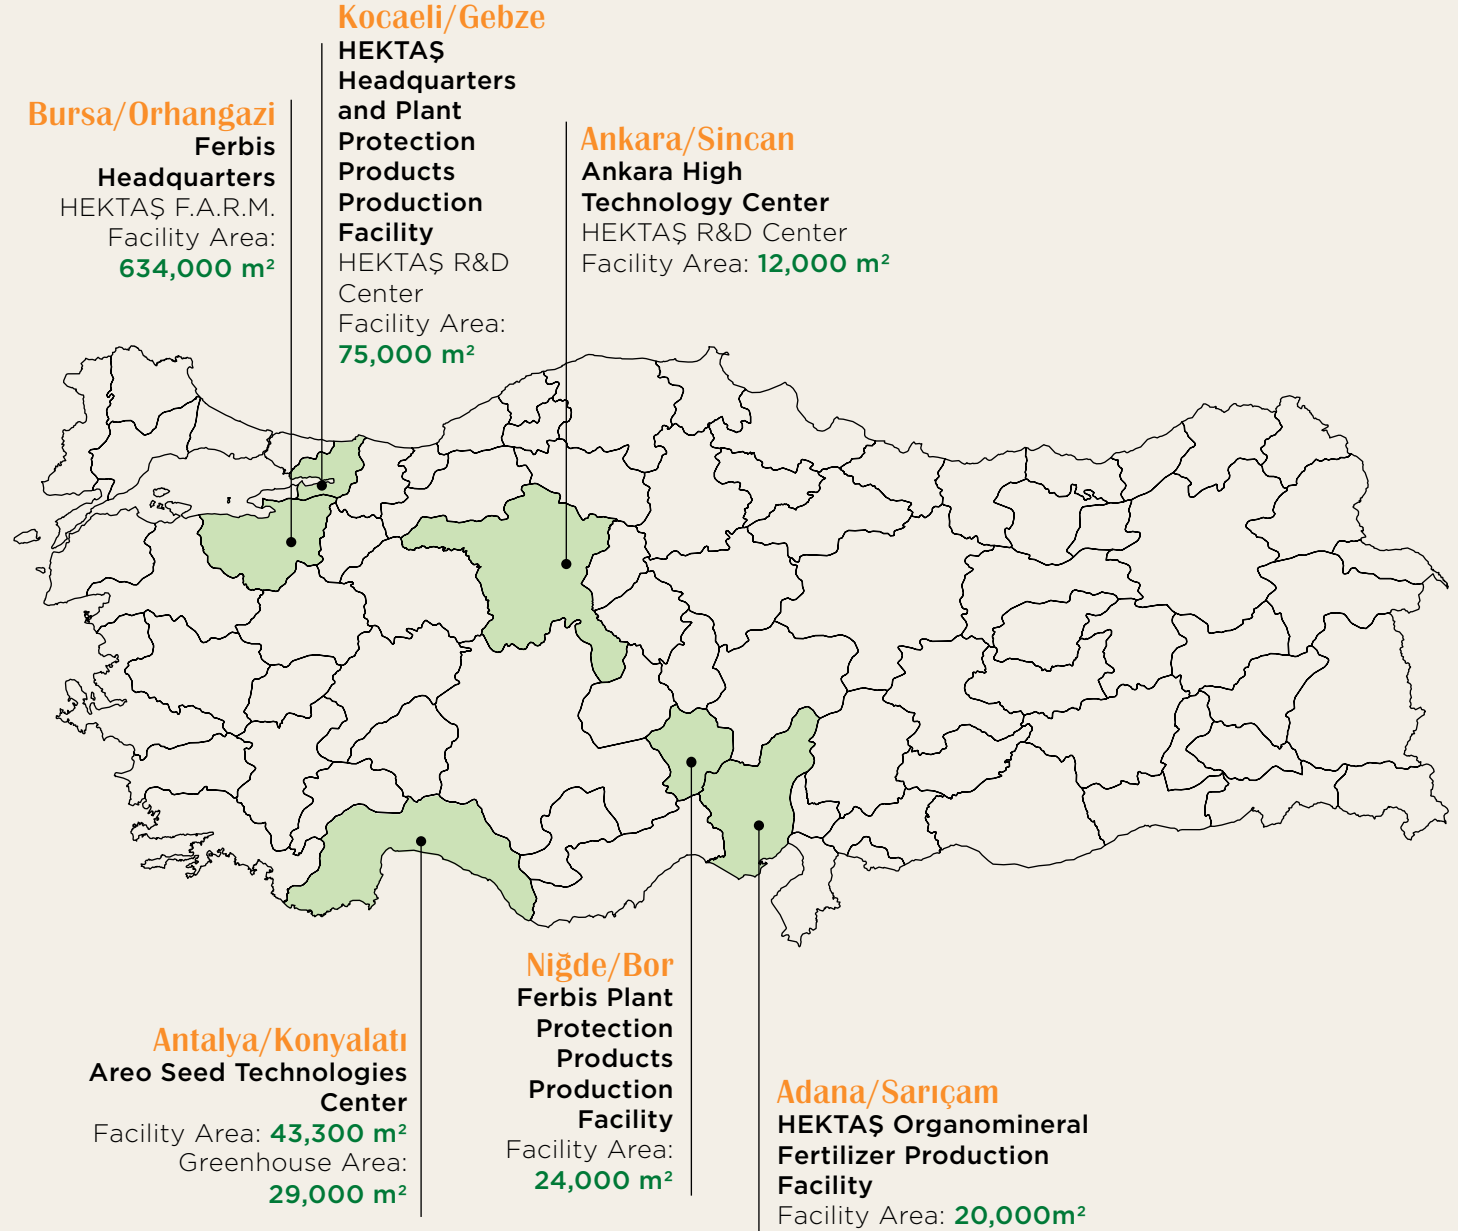 Kocaeli/Gebze
HEKTAŞ
Headquarters
and Plant
Protection
Products
Production
Facility
HEKTAŞ R&D
Center
Facility Area:
75,000 m²
Bursa/Orhangazi
Ferbis
Headquarters
HEKTAŞ F.A.R.M.
Facility Area:
634,000 m²
Ankara/Sincan
Ankara High
Technology Center
HEKTAŞ R&D Center
Facility Area: 12,000 m²
Antalya/Konyalatı
Areo Seed Technologies
Center
Facility Area: 43,300 m²
Greenhouse Area:
29,000 m²
Niğde/Bor
Ferbis Plant
Protection
Products
Production
Facility
Facility Area:
24,000 m²
Adana/Sarıçam
HEKTAŞ Organomineral
Fertilizer Production
Facility
Facility Area: 20,000m²